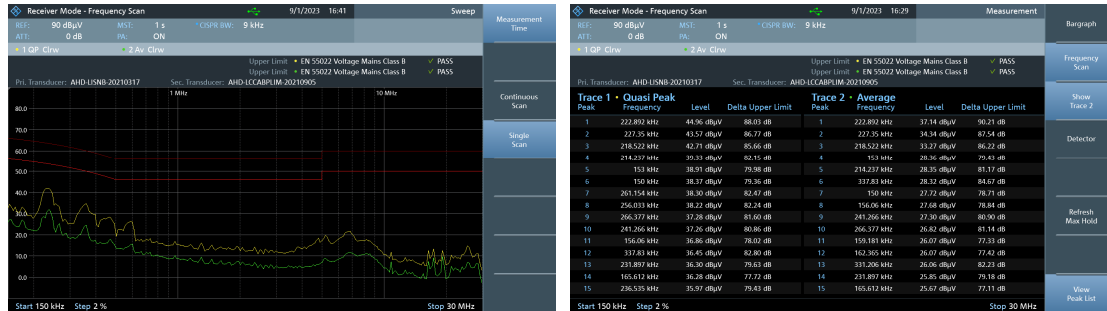 Receiver Mode - Frequency Scan 9/1/2023 16:41 Sweep
REF: 90 dBµV MST: 1 s CISPR BW: 9 kHz
ATT: 0 dB PA: ON
1 QP Clrw 2 Av Clrw
Upper Limit • EN 55022 Voltage Mains Class B ✓ PASS
Upper Limit • EN 55022 Voltage Mains Class B ✓ PASS
Pri. Transducer: AHD-LISNB-20210317 Sec. Transducer: AHD-LCCABPLIM-20210905
1 MHz 10 MHz
80.0
60.0
50.0
40.0
30.0
20.0
10.0
0.0
Start 150 kHz Step 2 % Stop 30 MHz
Measurement
Time
Continuous
Scan
Single
Scan
Receiver Mode - Frequency Scan 9/1/2023 16:29 Measurement
REF: 90 dBµV MST: 1 s CISPR BW: 9 kHz
ATT: 0 dB PA: ON
1 QP Clrw 2 Av Clrw
Upper Limit • EN 55022 Voltage Mains Class B ✓ PASS
Upper Limit • EN 55022 Voltage Mains Class B ✓ PASS
Pri. Transducer: AHD-LISNB-20210317 Sec. Transducer: AHD-LCCABPLIM-20210905
Trace 1 • Quasi Peak Trace 2 • Average
Peak Frequency Level Delta Upper Limit Peak Frequency Level Delta Upper Limit
1 222.892 kHz 44.96 dBµV 88.03 dB 1 222.892 kHz 37.14 dBµV 90.21 dB
2 227.35 kHz 43.57 dBµV 86.77 dB 2 227.35 kHz 34.34 dBµV 87.54 dB
3 218.522 kHz 42.71 dBµV 85.66 dB 3 218.522 kHz 33.27 dBµV 86.22 dB
4 214.237 kHz 39.33 dBµV 82.15 dB 4 153 kHz 28.36 dBµV 79.43 dB
5 153 kHz 38.91 dBµV 79.98 dB 5 214.237 kHz 28.35 dBµV 81.17 dB
6 150 kHz 38.37 dBµV 79.36 dB 6 337.83 kHz 28.32 dBµV 84.67 dB
7 261.154 kHz 38.30 dBµV 82.47 dB 7 150 kHz 27.72 dBµV 78.71 dB
8 256.033 kHz 38.22 dBµV 82.24 dB 8 156.06 kHz 27.68 dBµV 78.84 dB
9 266.377 kHz 37.28 dBµV 81.60 dB 9 241.266 kHz 27.30 dBµV 80.90 dB
10 241.266 kHz 37.26 dBµV 80.86 dB 10 266.377 kHz 26.82 dBµV 81.14 dB
11 156.06 kHz 36.86 dBµV 78.02 dB 11 159.181 kHz 26.07 dBµV 77.33 dB
12 337.83 kHz 36.45 dBµV 82.80 dB 12 162.365 kHz 26.07 dBµV 77.42 dB
13 231.897 kHz 36.30 dBµV 79.63 dB 13 331.206 kHz 26.06 dBµV 82.23 dB
14 165.612 kHz 36.28 dBµV 77.72 dB 14 231.897 kHz 25.85 dBµV 79.18 dB
15 236.535 kHz 35.97 dBµV 79.43 dB 15 165.612 kHz 25.67 dBµV 77.11 dB
Start 150 kHz Step 2 % Stop 30 MHz
Bargraph
Frequency
Scan
Show
Trace 2
Detector
Refresh
Max Hold
View
Peak List